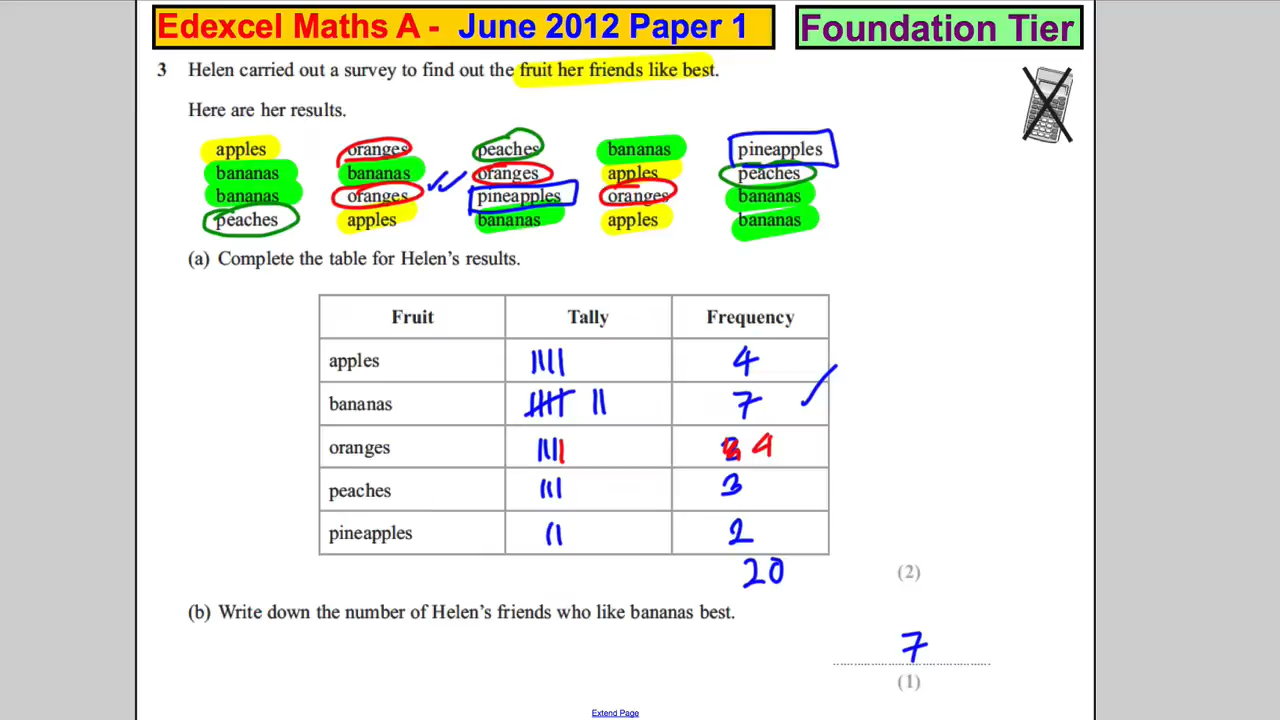 Edexcel Maths A - June 2012 Paper 1
Foundation Tier
3 Helen carried out a survey to find out the fruit her friends like best.
Here are her results.
apples oranges peaches bananas pineapples
bananas bananas oranges apples peaches
bananas oranges pineapples oranges bananas
peaches apples bananas apples bananas
(a) Complete the table for Helen's results.
Fruit Tally Frequency
apples 4
bananas 7
oranges 4
peaches 3
pineapples 2
20
(2)
(b) Write down the number of Helen's friends who like bananas best.
7
(1)
Extend Page